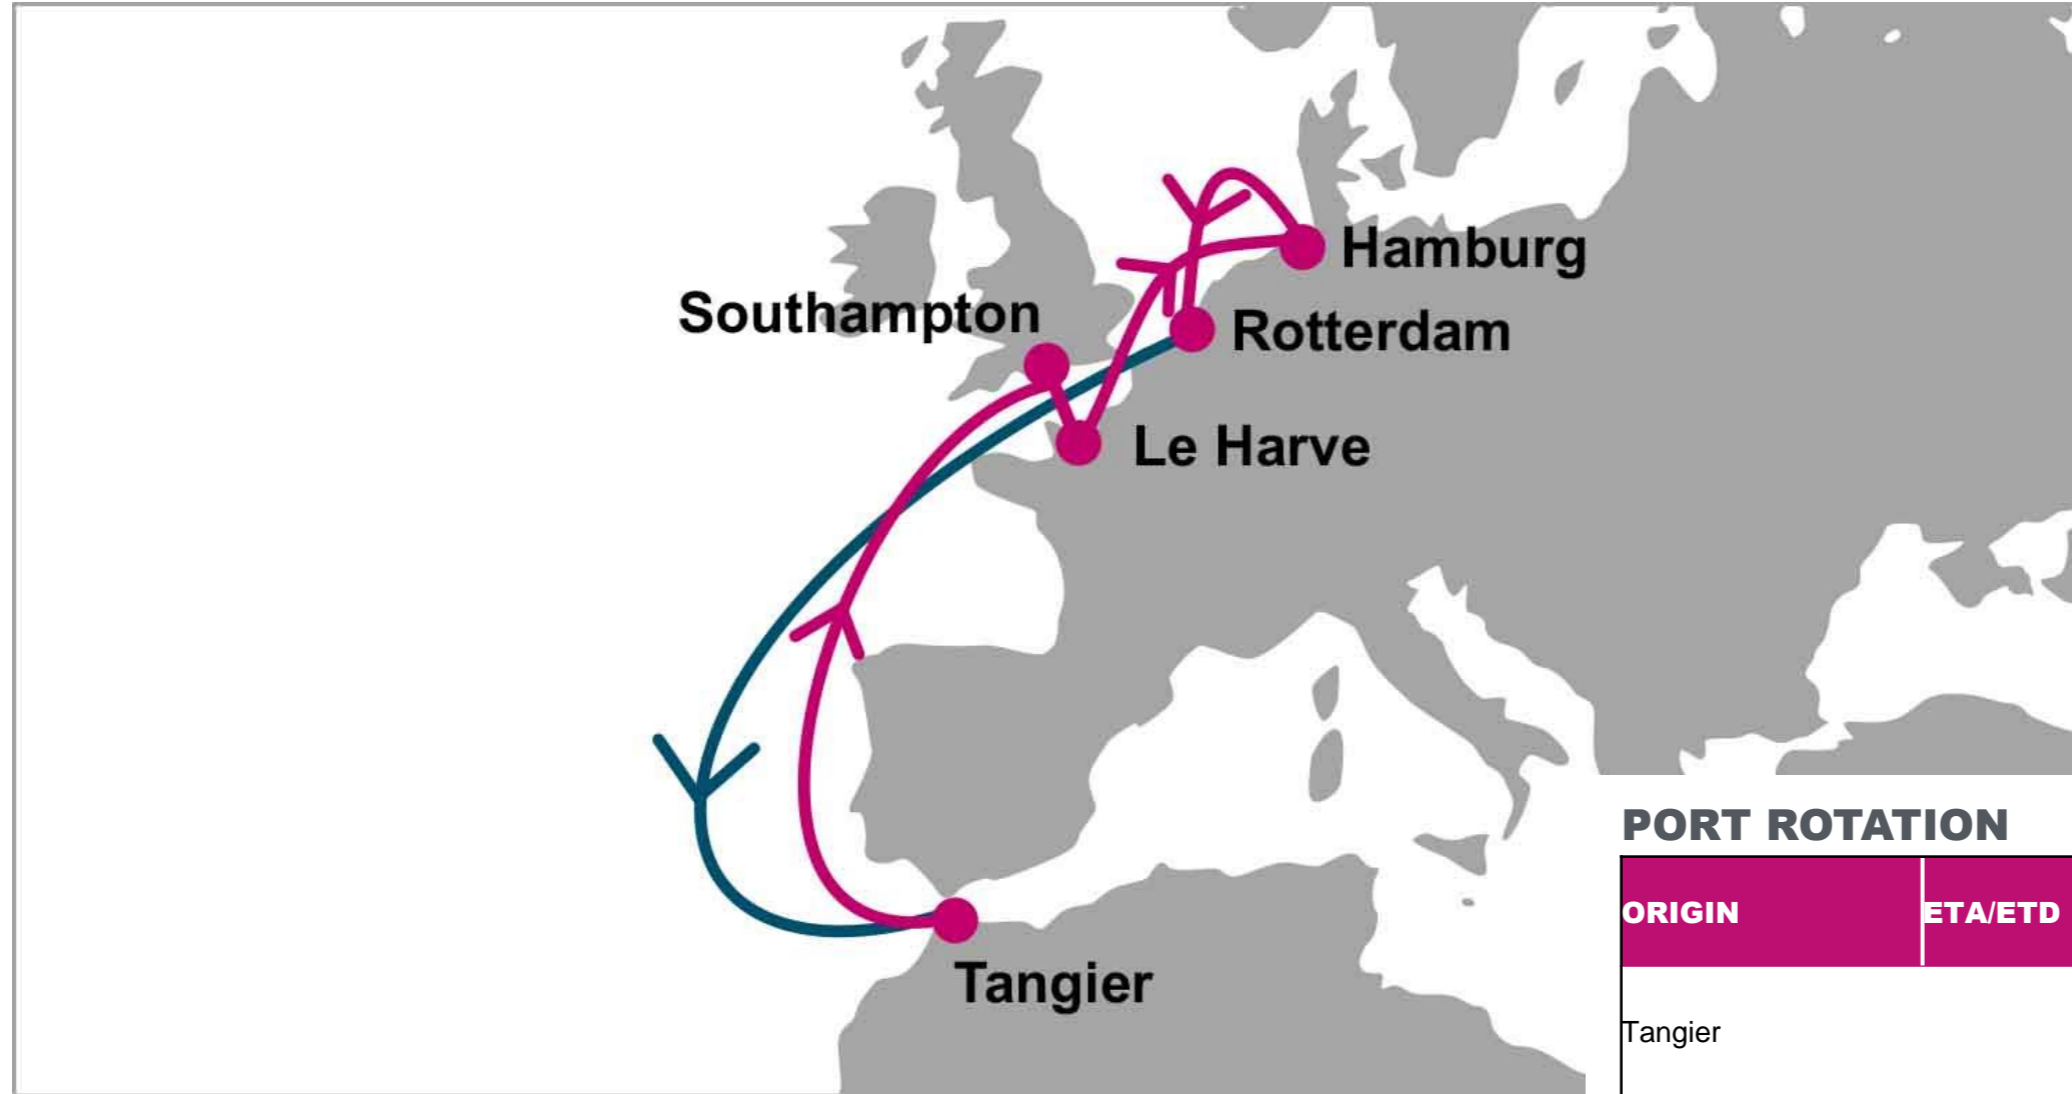 Hamburg
Southampton
Rotterdam
Le Harve
Tangier
PORT ROTATION
ORIGIN ETA/ETD
Tangier